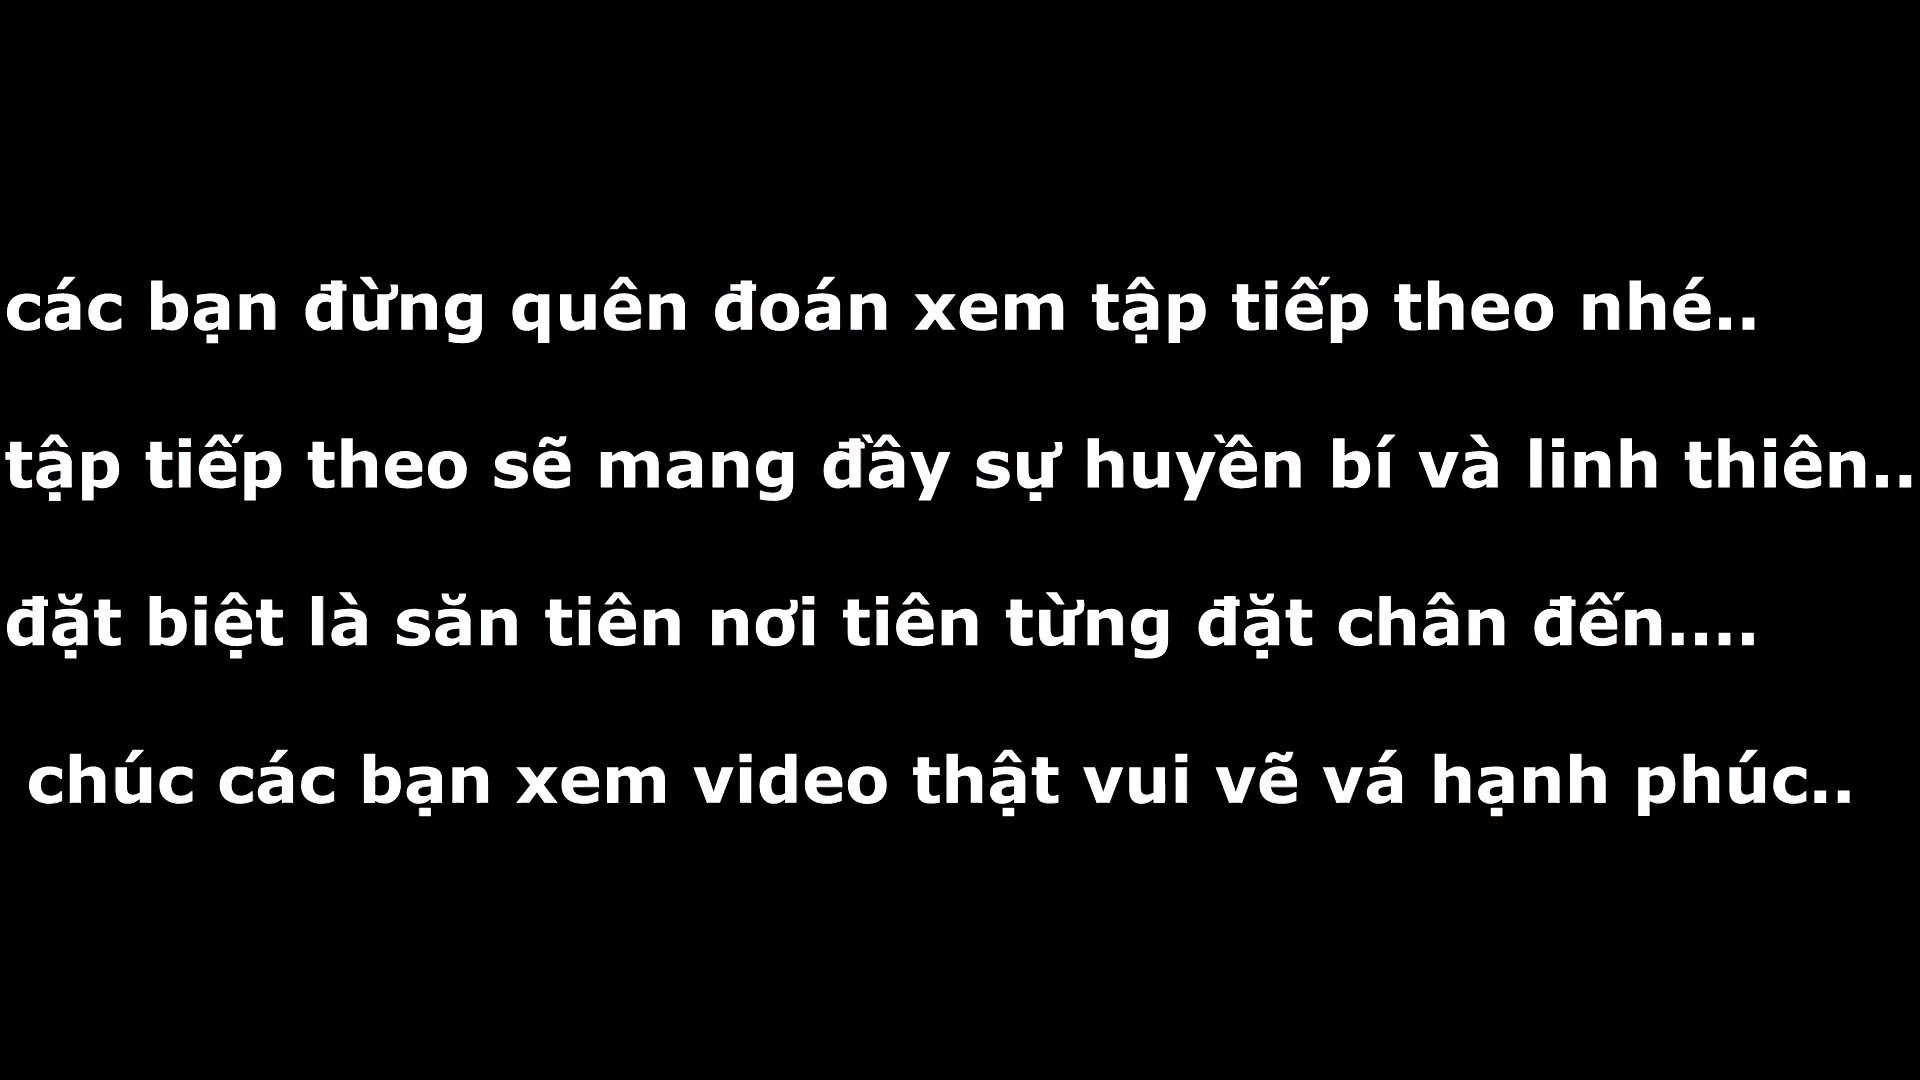 các bạn đừng quên đoán xem tập tiếp theo nhé..
tập tiếp theo sẽ mang đầy sự huyền bí và linh thiên..
đặt biệt là săn tiên nơi tiên từng đặt chân đến....
chúc các bạn xem video thật vui vẽ vá hạnh phúc..